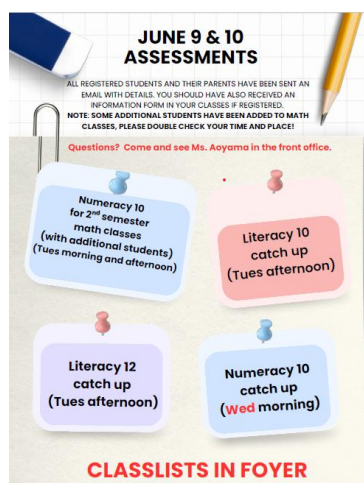 JUNE 9 & 10
ASSESSMENTS
ALL REGISTERED STUDENTS AND THEIR PARENTS HAVE BEEN SENT AN
EMAIL WITH DETAILS. YOU SHOULD HAVE ALSO RECEIVED AN
INFORMATION FORM IN YOUR CLASSES IF REGISTERED.
NOTE: SOME ADDITIONAL STUDENTS HAVE BEEN ADDED TO MATH
CLASSES, PLEASE DOUBLE CHECK YOUR TIME AND PLACE!
Questions? Come and see Ms. Aoyama in the front office.
Numeracy 10
for 2nd semester
math classes
(with additional students)
(Tues morning and afternoon)
Literacy 10
catch up
(Tues afternoon)
Literacy 12
catch up
(Tues afternoon)
Numeracy 10
catch up
(Wed morning)
CLASSLISTS IN FOYER